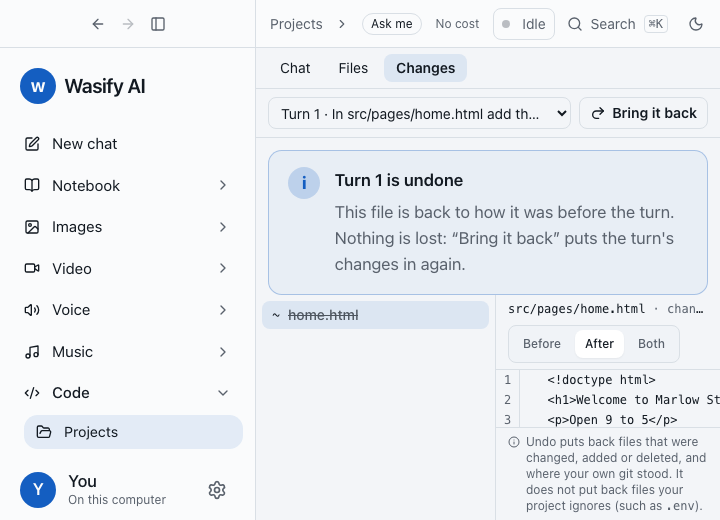 w Wasify AI
New chat
Notebook
Images
Video
Voice
Music
Code
Projects
Y
You
On this computer
Projects
Ask me
No cost
Idle
Search
⌘K
Chat
Files
Changes
Turn 1 · In src/pages/home.html add th...
Bring it back
i
Turn 1 is undone
This file is back to how it was before the turn.
Nothing is lost: “Bring it back” puts the turn's
changes in again.
~ home.html
src/pages/home.html · chan…
Before
After
Both
1 <!doctype html>
2 <h1>Welcome to Marlow St
3 <p>Open 9 to 5</p>
Undo puts back files that were
changed, added or deleted, and
where your own git stood. It
does not put back files your
project ignores (such as .env).